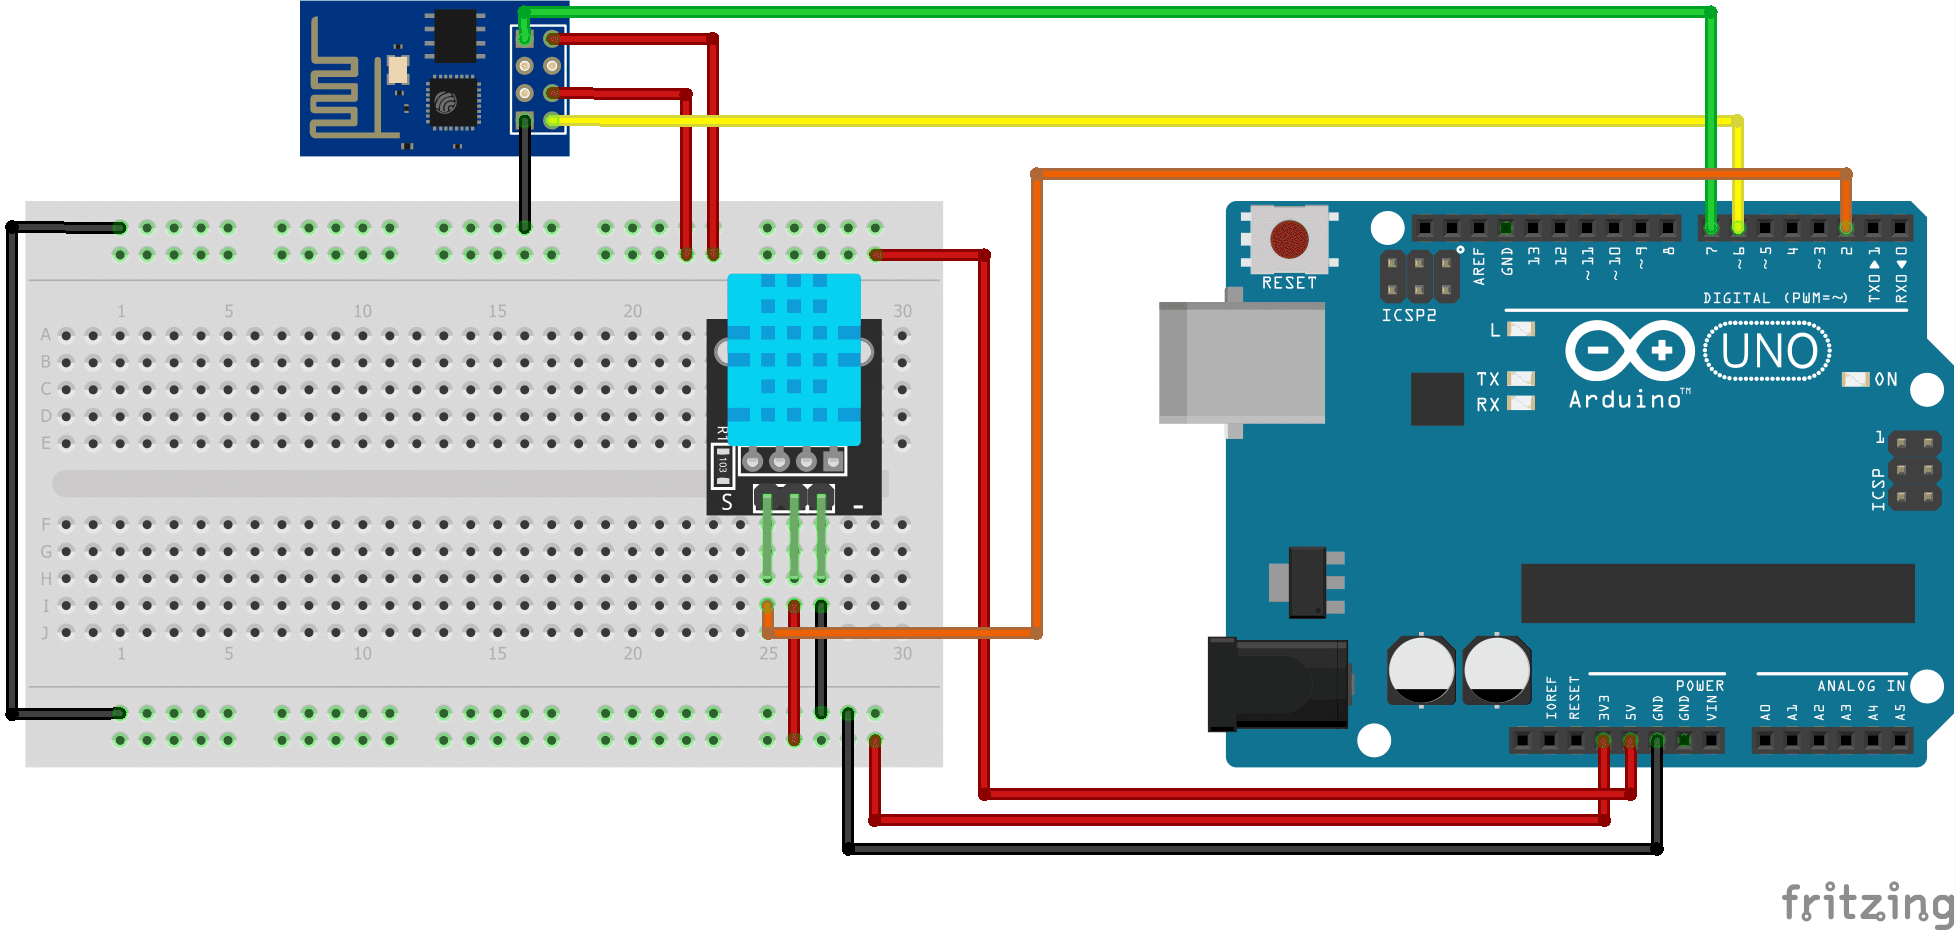 1 5 10 15 20 30
A
B
C
D
E
R1
103
S -
F
G
H
I
J
1 5 10 15 20 25 30
RESET
ICSP2
AREF
GND
13
12
~11
~10
~9
8
7
~6
~5
4
~3
2
TX0▶1
RX0◀0
DIGITAL (PWM=~)
L
TX
RX
UNO
Arduino™
ON
1
ICSP
IOREF
RESET
3V3
5V
GND
GND
VIN
POWER
ANALOG IN
A0
A1
A2
A3
A4
A5
fritzing